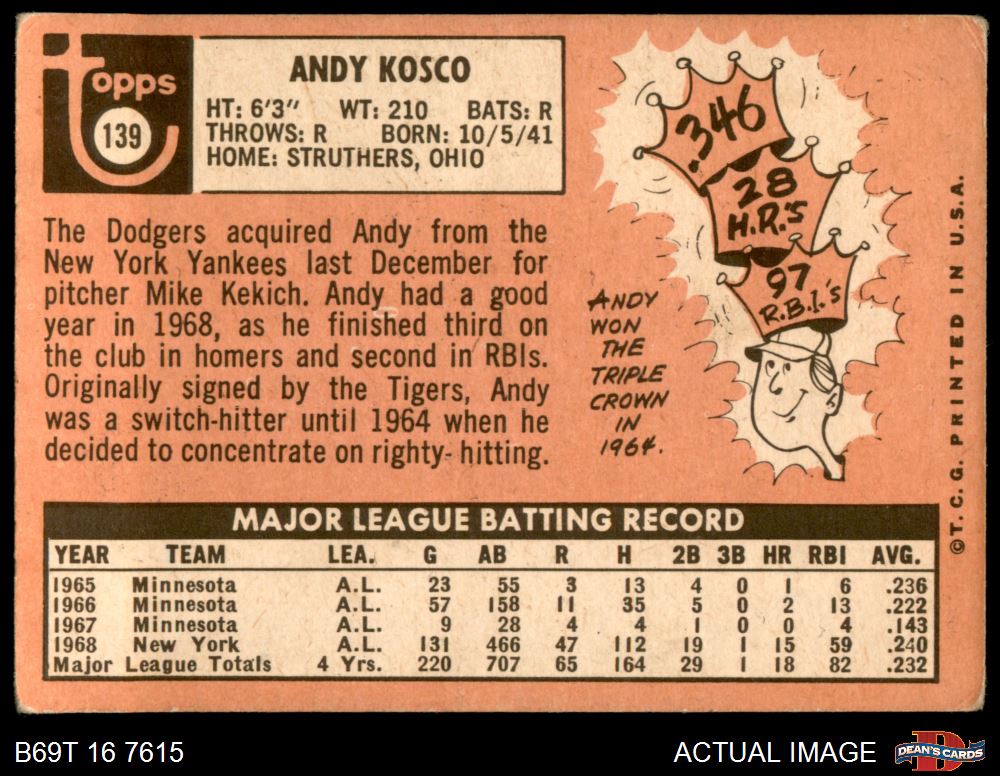 Topps
139
ANDY KOSCO
HT: 6'3" WT: 210 BATS: R
THROWS: R BORN: 10/5/41
HOME: STRUTHERS, OHIO
The Dodgers acquired Andy from the
New York Yankees last December for
pitcher Mike Kekich. Andy had a good
year in 1968, as he finished third on
the club in homers and second in RBIs.
Originally signed by the Tigers, Andy
was a switch-hitter until 1964 when he
decided to concentrate on righty-hitting.
.346
28
H.R.'S
97
R.B.I.'s
ANDY
WON
THE
TRIPLE
CROWN
IN
1964.
©T.C.G. PRINTED IN U.S.A.
MAJOR LEAGUE BATTING RECORD
YEAR TEAM LEA. G AB R H 2B 3B HR RBI AVG.
1965 Minnesota A.L. 23 55 3 13 4 0 1 6 .236
1966 Minnesota A.L. 57 158 11 35 5 0 2 13 .222
1967 Minnesota A.L. 9 28 4 4 1 0 0 4 .143
1968 New York A.L. 131 466 47 112 19 1 15 59 .240
Major League Totals 4 Yrs. 220 707 65 164 29 1 18 82 .232
B69T 16 7615
ACTUAL IMAGE
DEAN'S CARDS